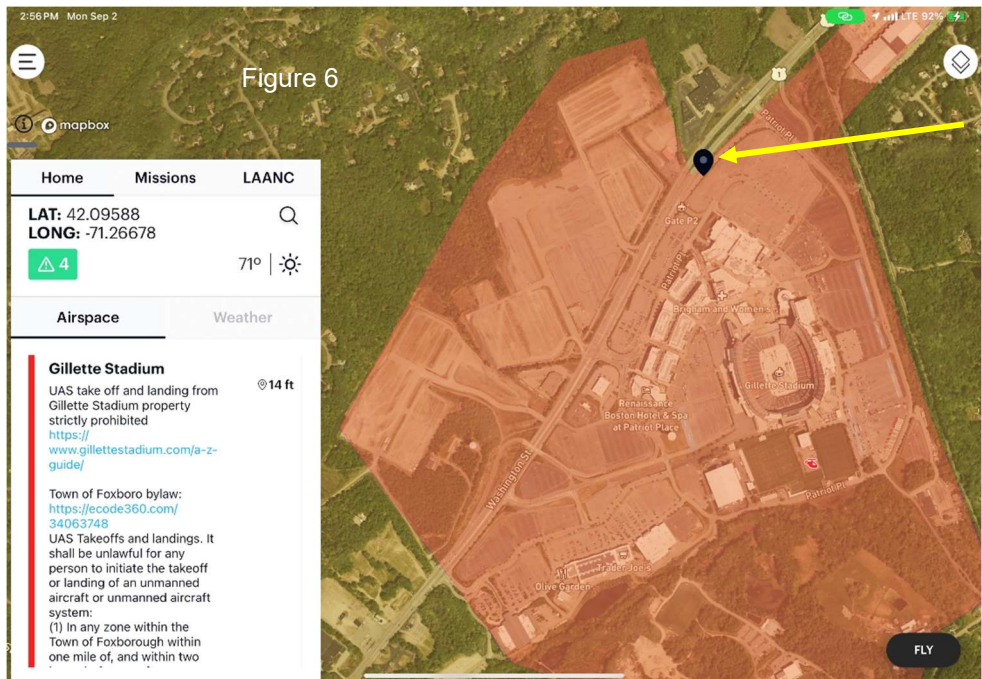 2:56 PM Mon Sep 2
LTE 92%
Figure 6
1
mapbox
Patriot Pl
Home Missions LAANC
LAT: 42.09588
LONG: -71.26678
4
71º
Airspace Weather
Gillette Stadium
14 ft
UAS take off and landing from
Gillette Stadium property
strictly prohibited
https://
www.gillettestadium.com/a-z-
guide/
Town of Foxboro bylaw:
https://ecode360.com/
34063748
UAS Takeoffs and landings. It
shall be unlawful for any
person to initiate the takeoff
or landing of an unmanned
aircraft or unmanned aircraft
system:
(1) In any zone within the
Town of Foxborough within
one mile of, and within two
Gate P2
Patriot Pl
Brigham and Women's
Gillette Stadium
Renaissance
Boston Hotel & Spa
at Patriot Place
Washington St
Patriot Pl
Trader Joe's
Olive Garden
FLY